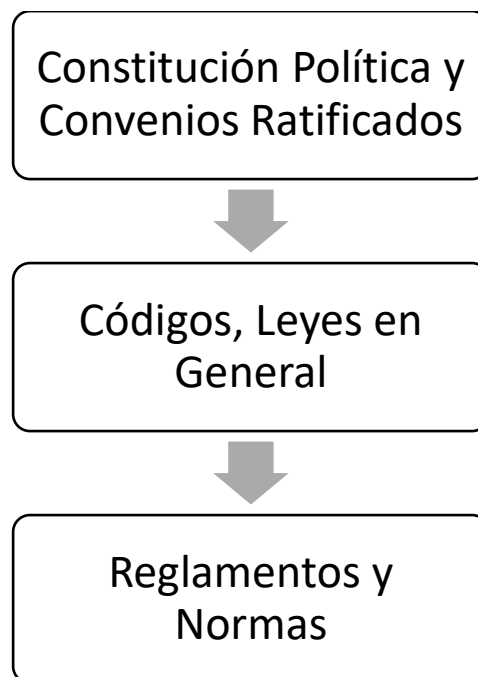 Constitución Política y
Convenios Ratificados
Códigos, Leyes en
General
Reglamentos y
Normas